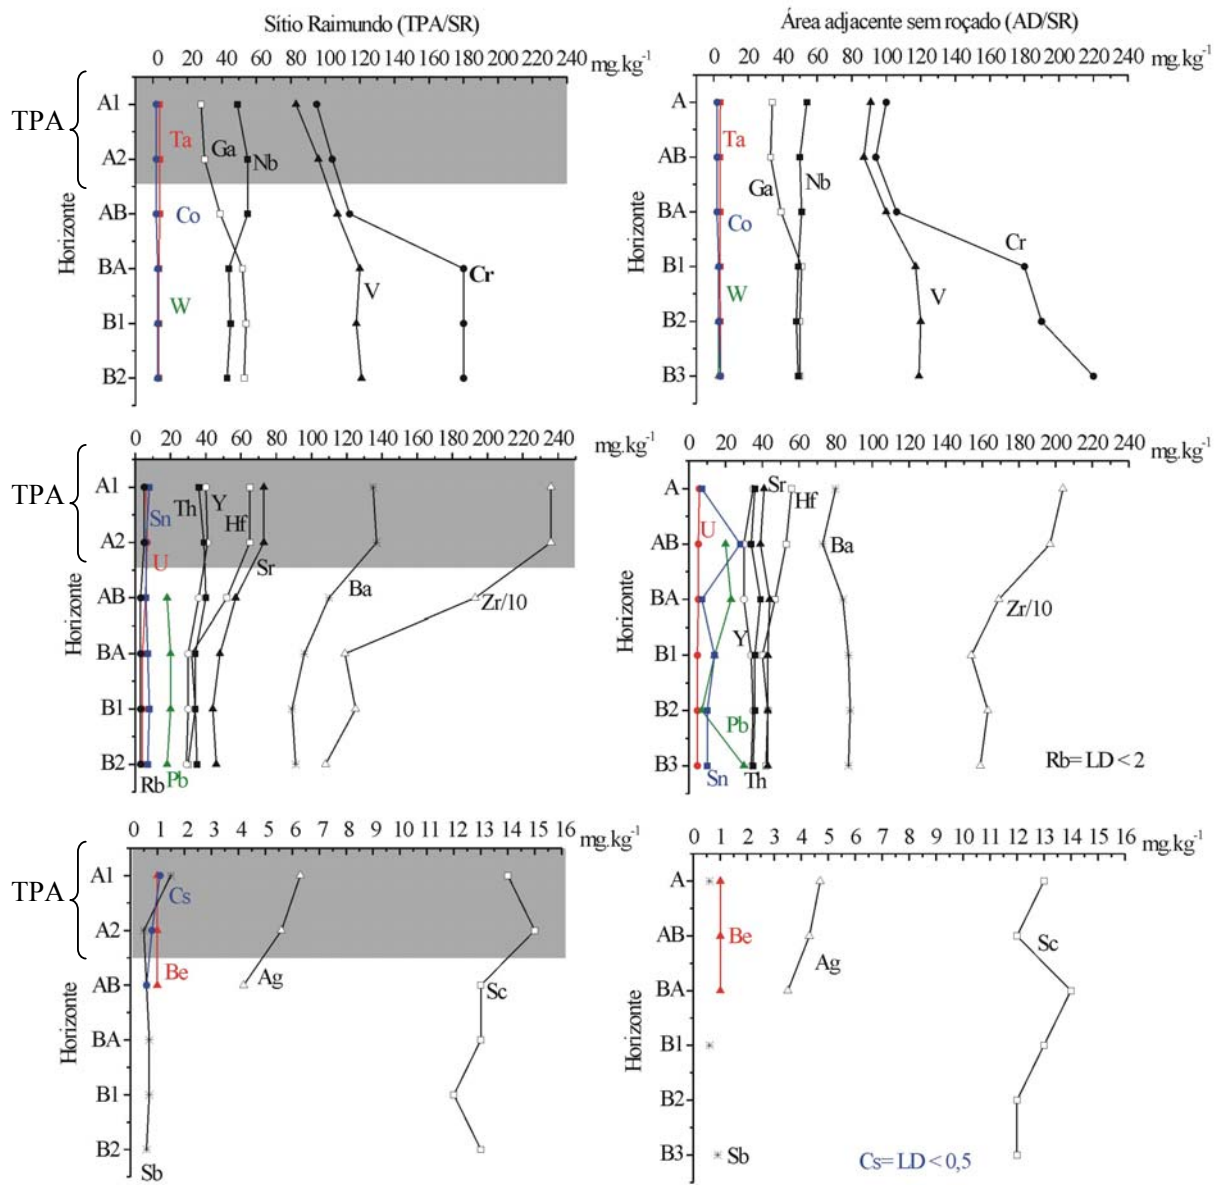 Sítio Raimundo (TPA/SR)
0 20 40 60 80 100 120 140 160 180 200 220 240
mg.kg⁻¹
TPA
Horizonte
A1
A2
AB
BA
B1
B2
Ta
Ga
Nb
Co
W
V
Cr
Área adjacente sem roçado (AD/SR)
0 20 40 60 80 100 120 140 160 180 200 220 240
mg.kg⁻¹
Horizonte
A
AB
BA
B1
B2
B3
Ta
Ga
Nb
Co
W
V
Cr
0 20 40 60 80 100 120 140 160 180 200 220 240
mg.kg⁻¹
TPA
Horizonte
A1
A2
AB
BA
B1
B2
Sn
Th
Y
Hf
U
Sr
Ba
Zr/10
Rb
Pb
0 20 40 60 80 100 120 140 160 180 200 220 240
mg.kg⁻¹
Horizonte
A
AB
BA
B1
B2
B3
Sr
Hf
U
Ba
Zr/10
Y
Pb
Sn
Th
Rb= LD < 2
0 1 2 3 4 5 6 7 8 9 10 11 12 13 14 15 16
mg.kg⁻¹
TPA
Horizonte
A1
A2
AB
BA
B1
B2
Cs
Be
Ag
Sc
Sb
0 1 2 3 4 5 6 7 8 9 10 11 12 13 14 15 16
mg.kg⁻¹
Horizonte
A
AB
BA
B1
B2
B3
Be
Ag
Sc
Sb
Cs= LD < 0,5